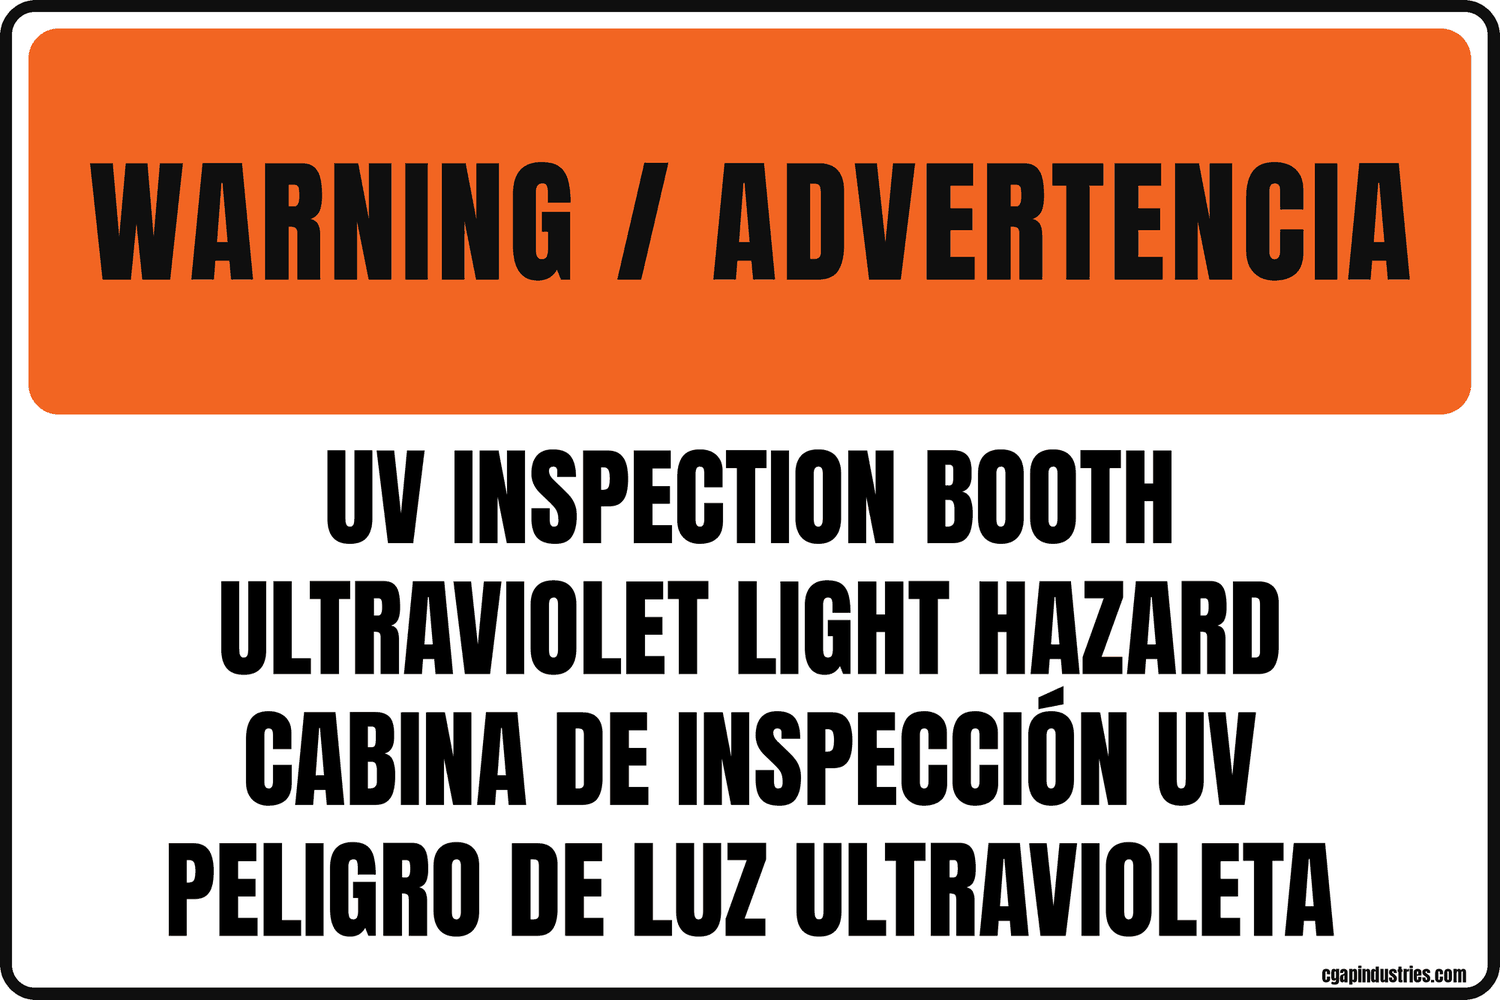 WARNING / ADVERTENCIA
UV INSPECTION BOOTH
ULTRAVIOLET LIGHT HAZARD
CABINA DE INSPECCIÓN UV
PELIGRO DE LUZ ULTRAVIOLETA
cgapindustries.com